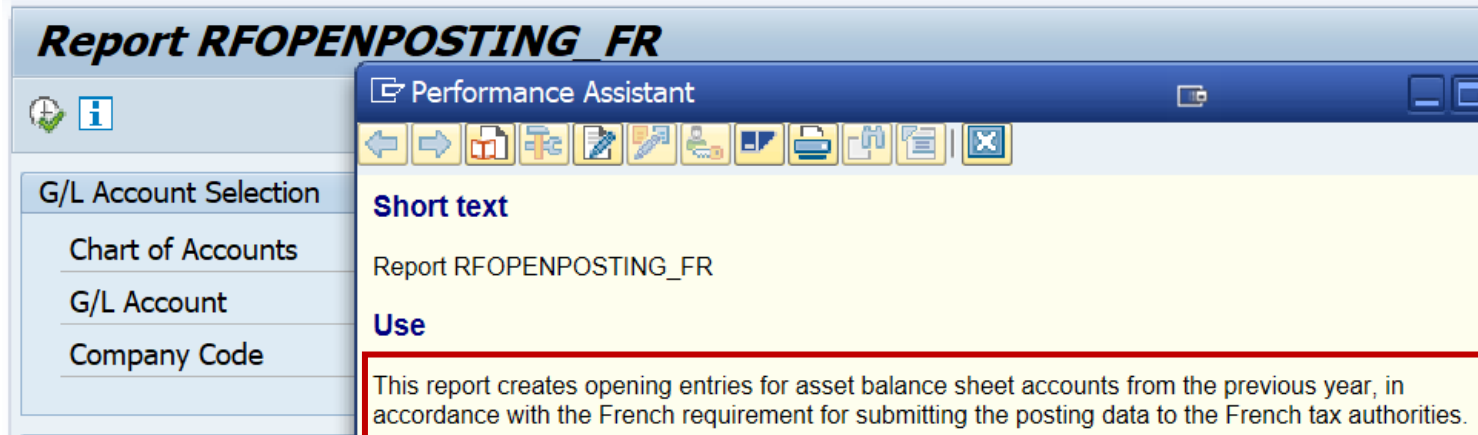 Report RFOPENPOSTING_FR
Performance Assistant
G/L Account Selection
Chart of Accounts
G/L Account
Company Code
Short text
Report RFOPENPOSTING_FR
Use
This report creates opening entries for asset balance sheet accounts from the previous year, in
accordance with the French requirement for submitting the posting data to the French tax authorities.